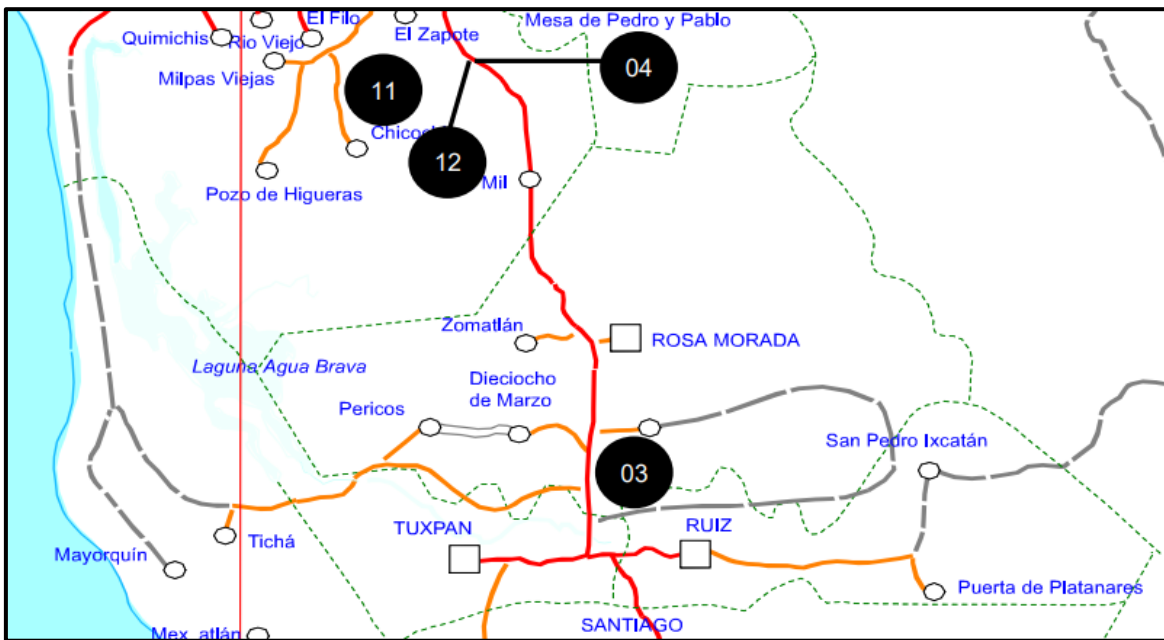 El Filo
Mesa de Pedro y Pablo
Quimichis
Rio Viejo
El Zapote
Milpas Viejas
04
11
12
Mil
Pozo de Higueras
Zomatlán
ROSA MORADA
Laguna Agua Brava
Dieciocho
de Marzo
Pericos
San Pedro Ixcatán
03
TUXPAN
RUIZ
Tichá
Mayorquín
Puerta de Platanares
SANTIAGO